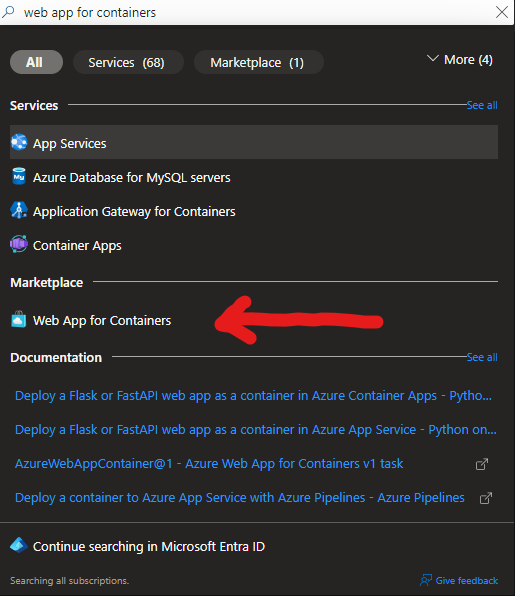 web app for containers
All
Services (68)
Marketplace (1)
More (4)
Services
See all
App Services
Azure Database for MySQL servers
Application Gateway for Containers
Container Apps
Marketplace
Web App for Containers
Documentation
See all
Deploy a Flask or FastAPI web app as a container in Azure Container Apps - Pytho...
Deploy a Flask or FastAPI web app as a container in Azure App Service - Python on...
AzureWebAppContainer@1 - Azure Web App for Containers v1 task
Deploy a container to Azure App Service with Azure Pipelines - Azure Pipelines
Continue searching in Microsoft Entra ID
Searching all subscriptions.
Give feedback